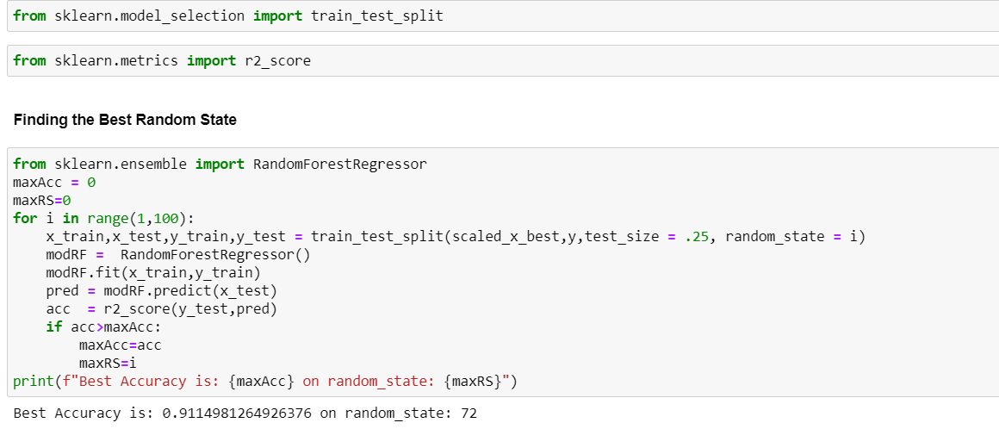 from sklearn.model_selection import train_test_split
from sklearn.metrics import r2_score
Finding the Best Random State
from sklearn.ensemble import RandomForestRegressor
maxAcc = 0
maxRS=0
for i in range(1,100):
    x_train,x_test,y_train,y_test = train_test_split(scaled_x_best,y,test_size = .25, random_state = i)
    modRF =  RandomForestRegressor()
    modRF.fit(x_train,y_train)
    pred = modRF.predict(x_test)
    acc  = r2_score(y_test,pred)
    if acc>maxAcc:
        maxAcc=acc
        maxRS=i
print(f"Best Accuracy is: {maxAcc} on random_state: {maxRS}")
Best Accuracy is: 0.9114981264926376 on random_state: 72